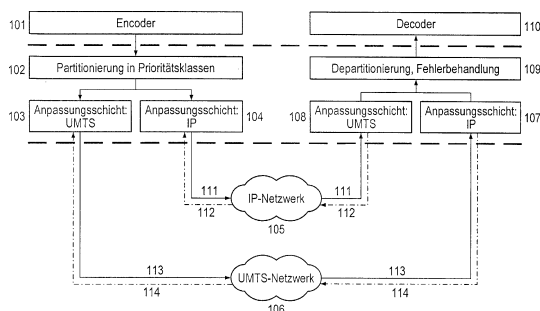 101 Encoder Decoder 110
102 Partitionierung in Prioritätsklassen Departitionierung, Fehlerbehandlung 109
103 Anpassungsschicht: UMTS Anpassungsschicht: IP 104 108 Anpassungsschicht: UMTS Anpassungsschicht: IP 107
111 111
IP-Netzwerk
112 112
105
113 113
UMTS-Netzwerk
114 114
106